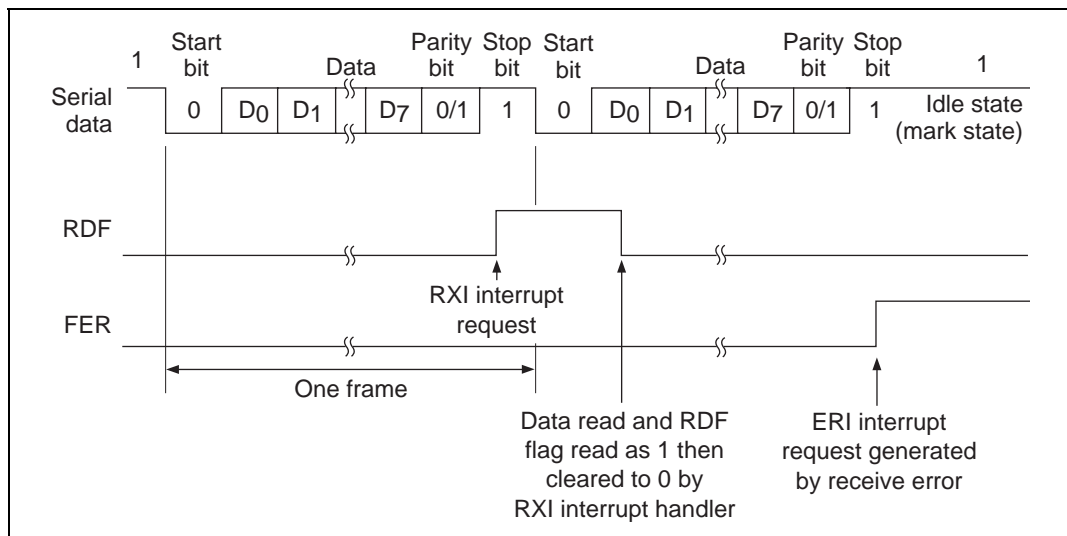 Start bit Data Parity bit Stop bit Start bit Data Parity bit Stop bit
1 1
Serial data 0 D0 D1 D7 0/1 1 0 D0 D1 D7 0/1 1 Idle state (mark state)
RDF
RXI interrupt
request
FER
One frame
Data read and RDF
flag read as 1 then
cleared to 0 by
RXI interrupt handler
ERI interrupt
request generated
by receive error